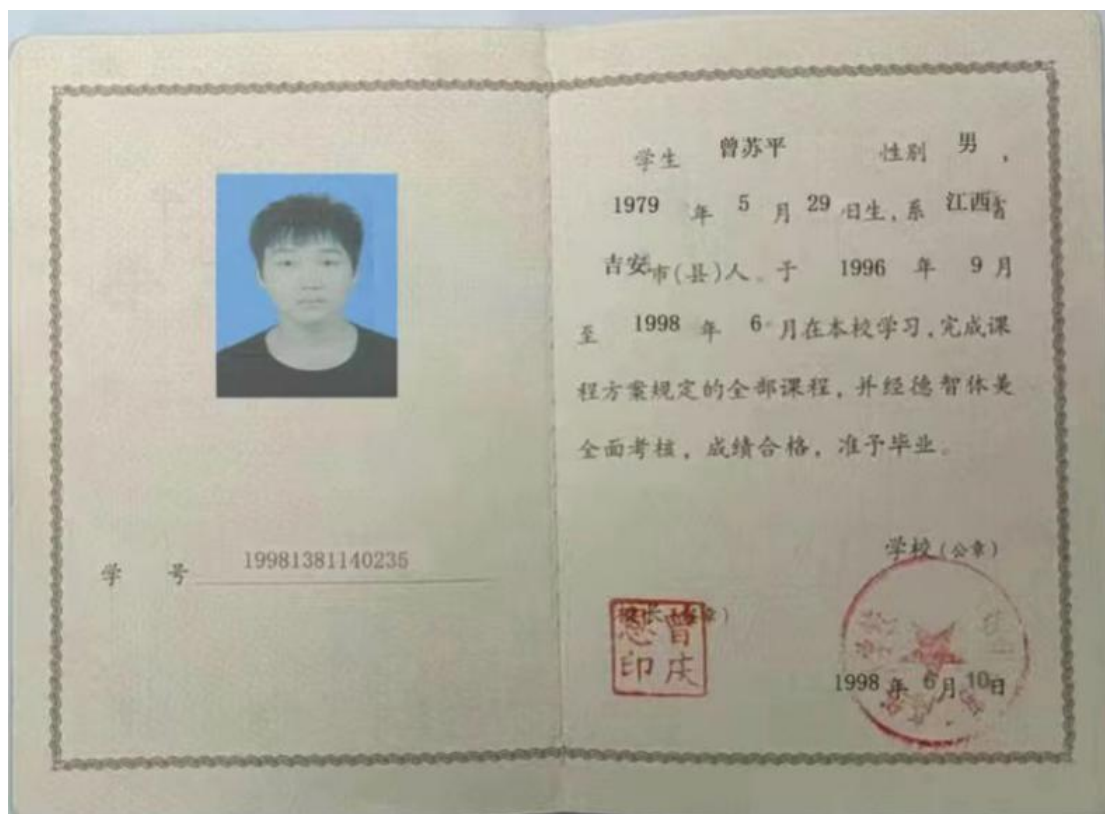 学号 19981381140235
学生 曾苏平 性别 男，
1979 年 5 月 29 日生，系 江西省
吉安市(县)人。于 1996 年 9 月
至 1998 年 6 月在本校学习，完成课
程方案规定的全部课程，并经德智体美
全面考核，成绩合格，准予毕业。
学校(公章)
校长(签章)
曾庆
印
1998 年 6 月 10 日